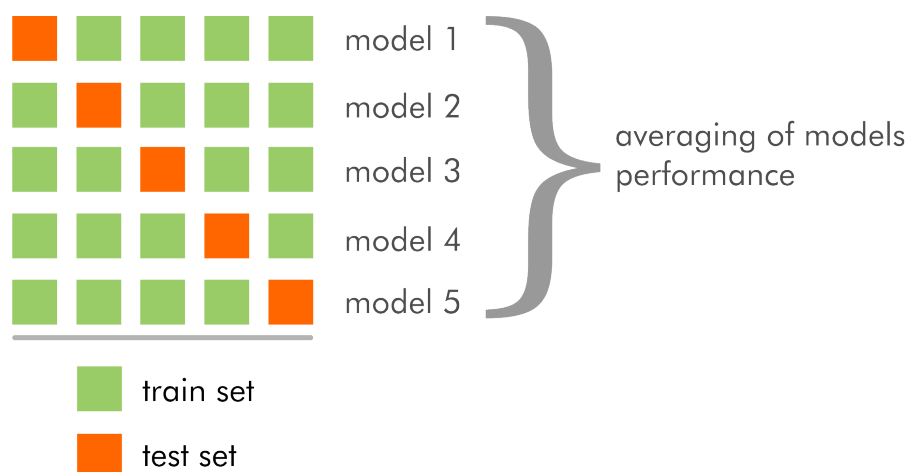 model 1
model 2
model 3
model 4
model 5
averaging of models
performance
train set
test set